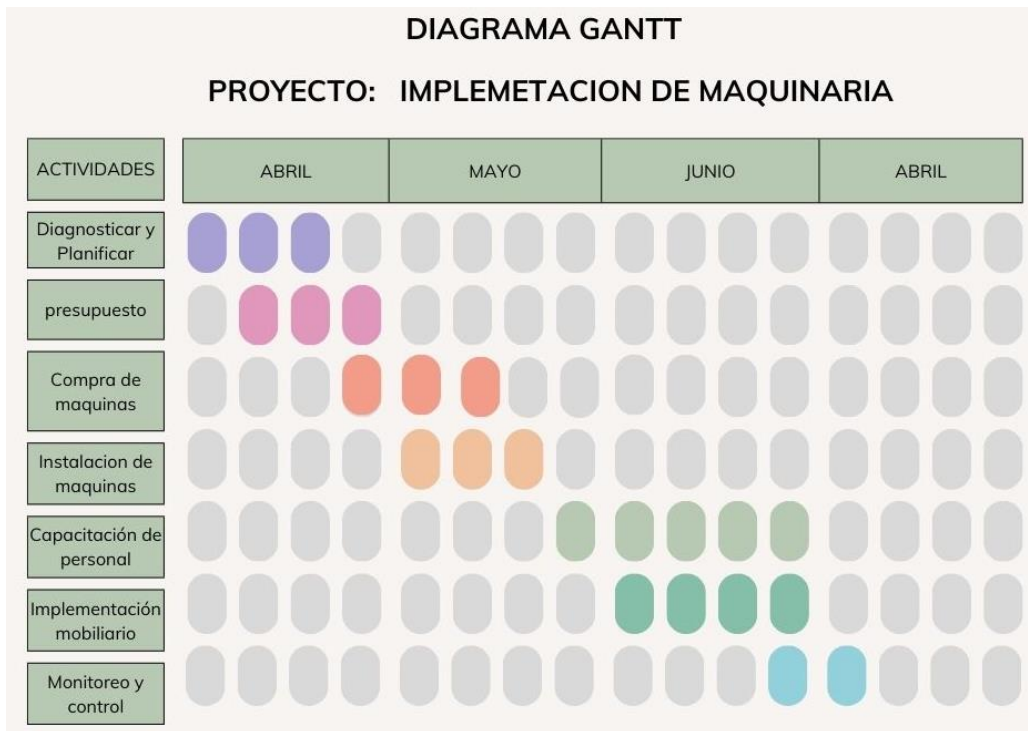 DIAGRAMA GANTT
PROYECTO: IMPLEMETACION DE MAQUINARIA
ACTIVIDADES
ABRIL
MAYO
JUNIO
ABRIL
Diagnosticar y
Planificar
presupuesto
Compra de
maquinas
Instalacion de
maquinas
Capacitación de
personal
Implementación
mobiliario
Monitoreo y
control